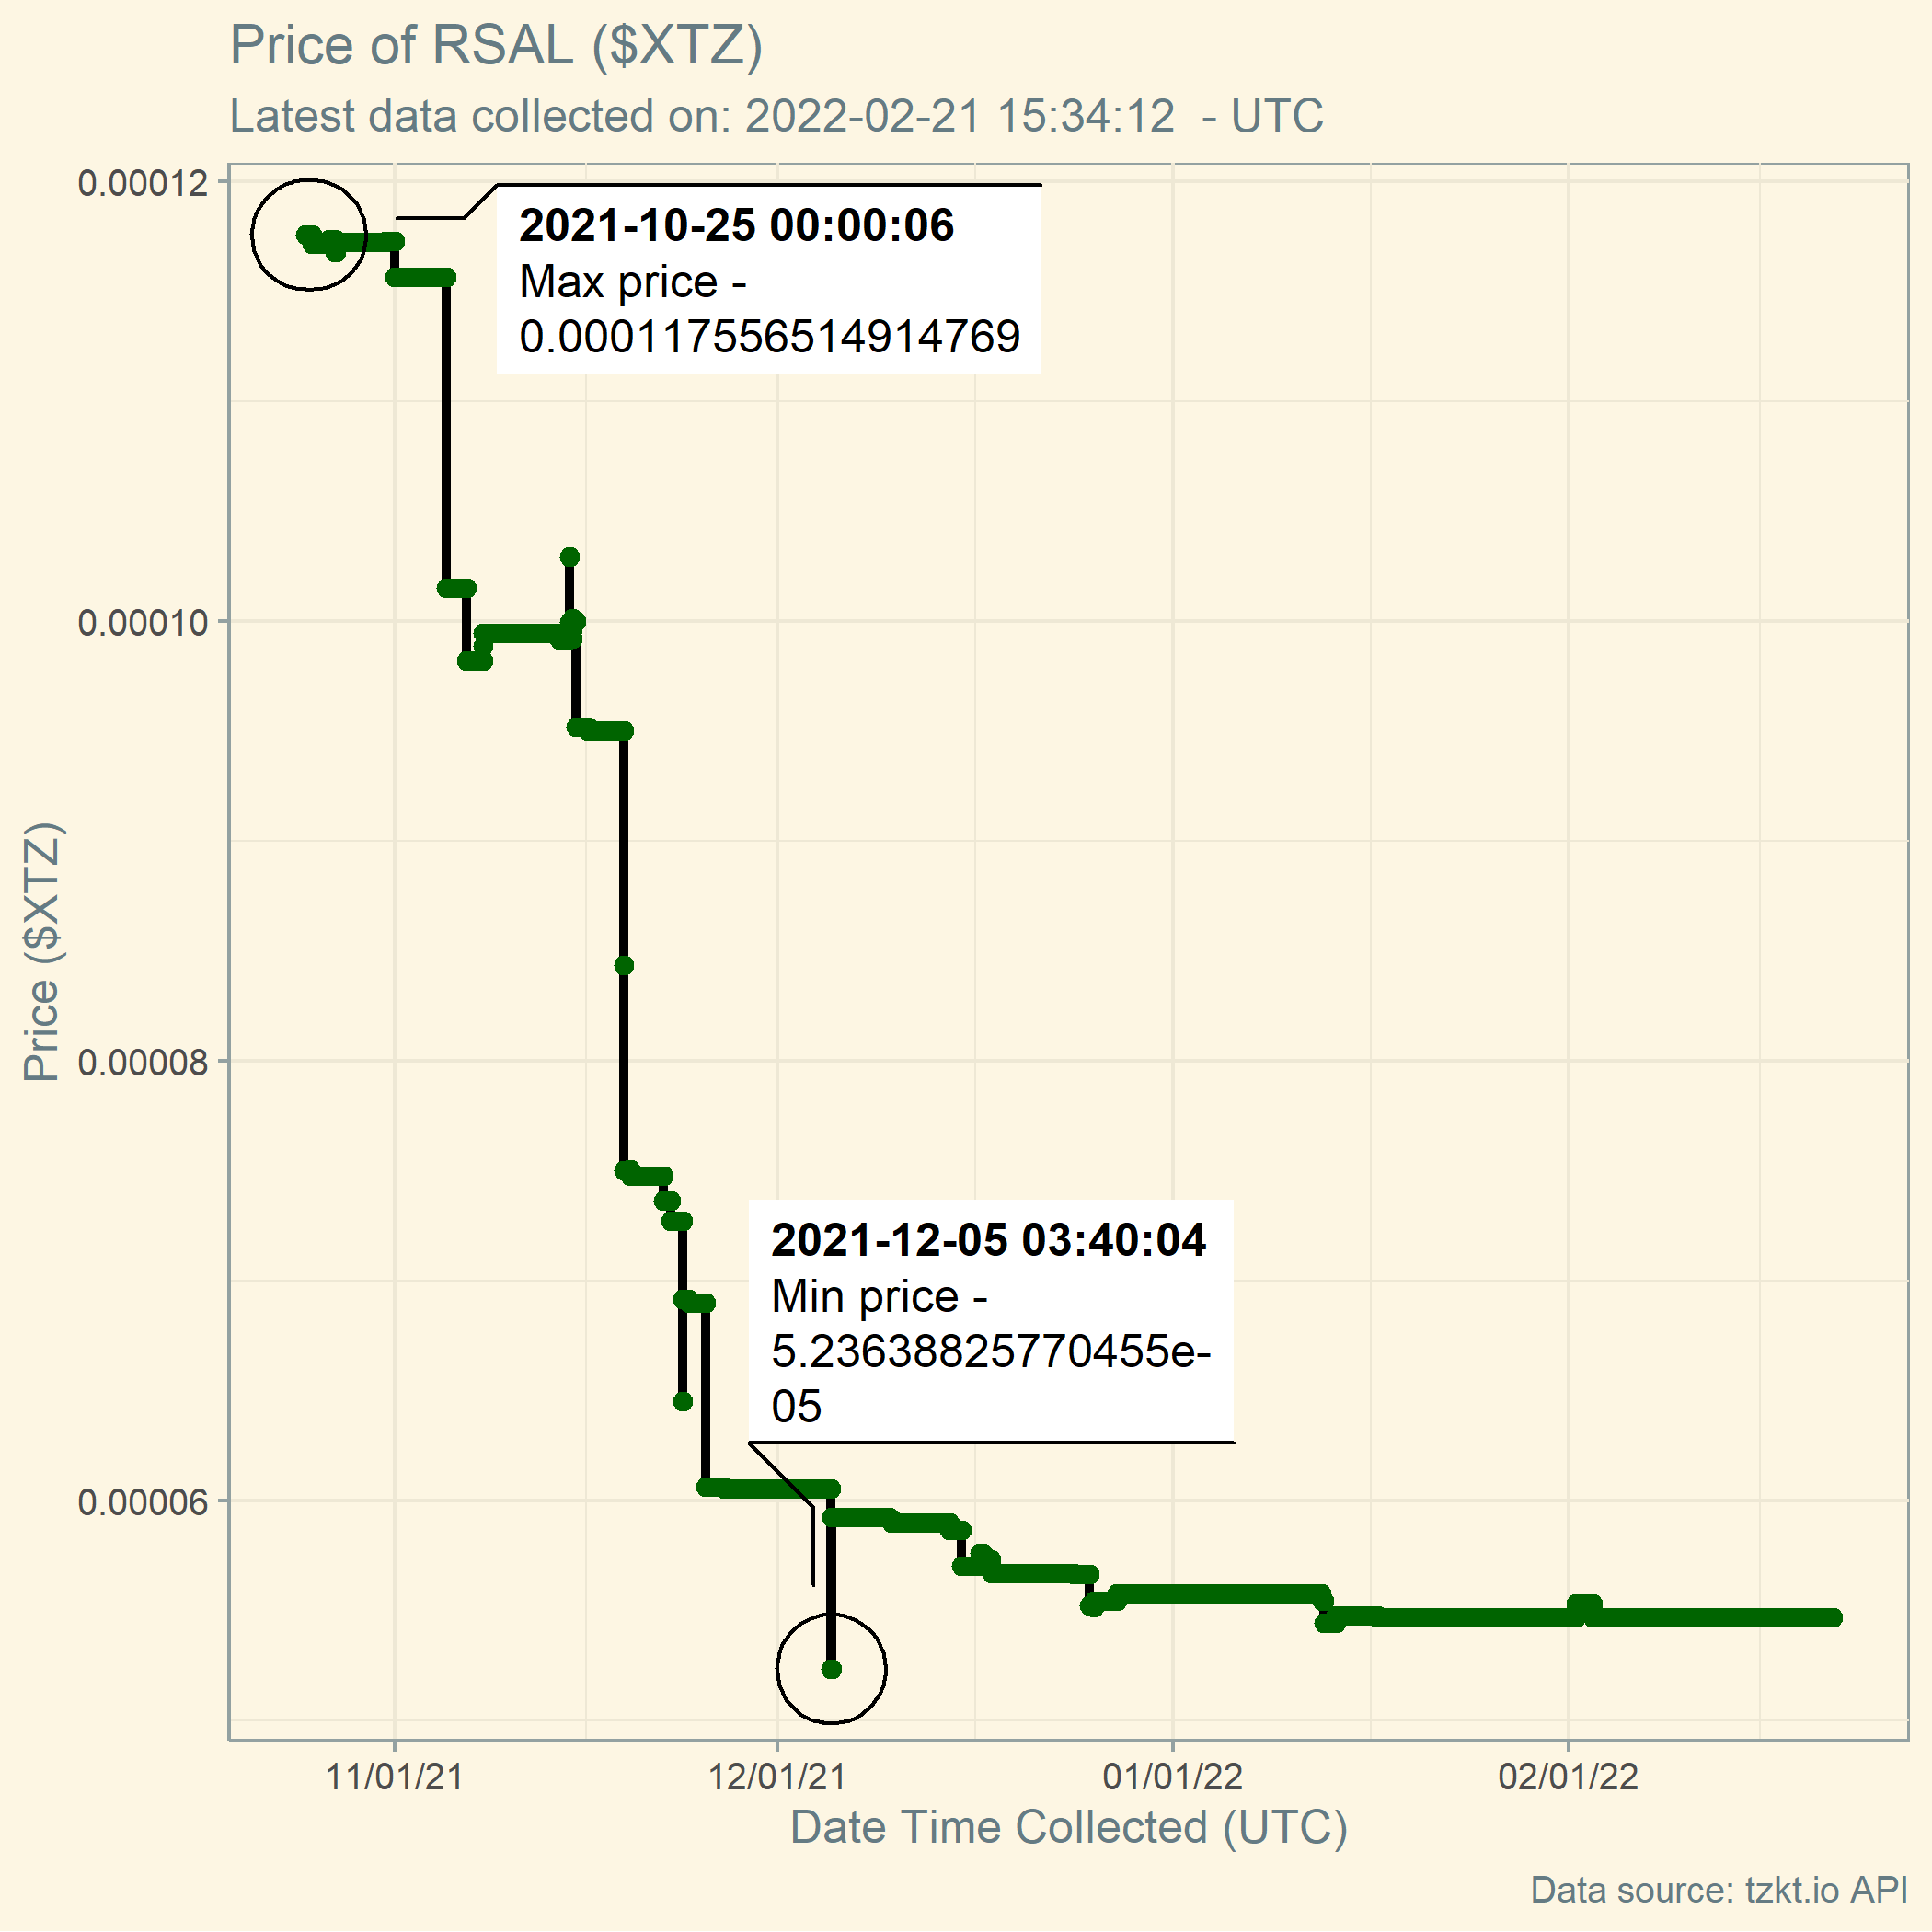 Price of RSAL ($XTZ)
Latest data collected on: 2022-02-21 15:34:12  - UTC
0.00012
2021-10-25 00:00:06
Max price -
0.000117556514914769
0.00010
Price ($XTZ)
0.00008
2021-12-05 03:40:04
Min price -
5.23638825770455e-
05
0.00006
11/01/21
12/01/21
01/01/22
02/01/22
Date Time Collected (UTC)
Data source: tzkt.io API